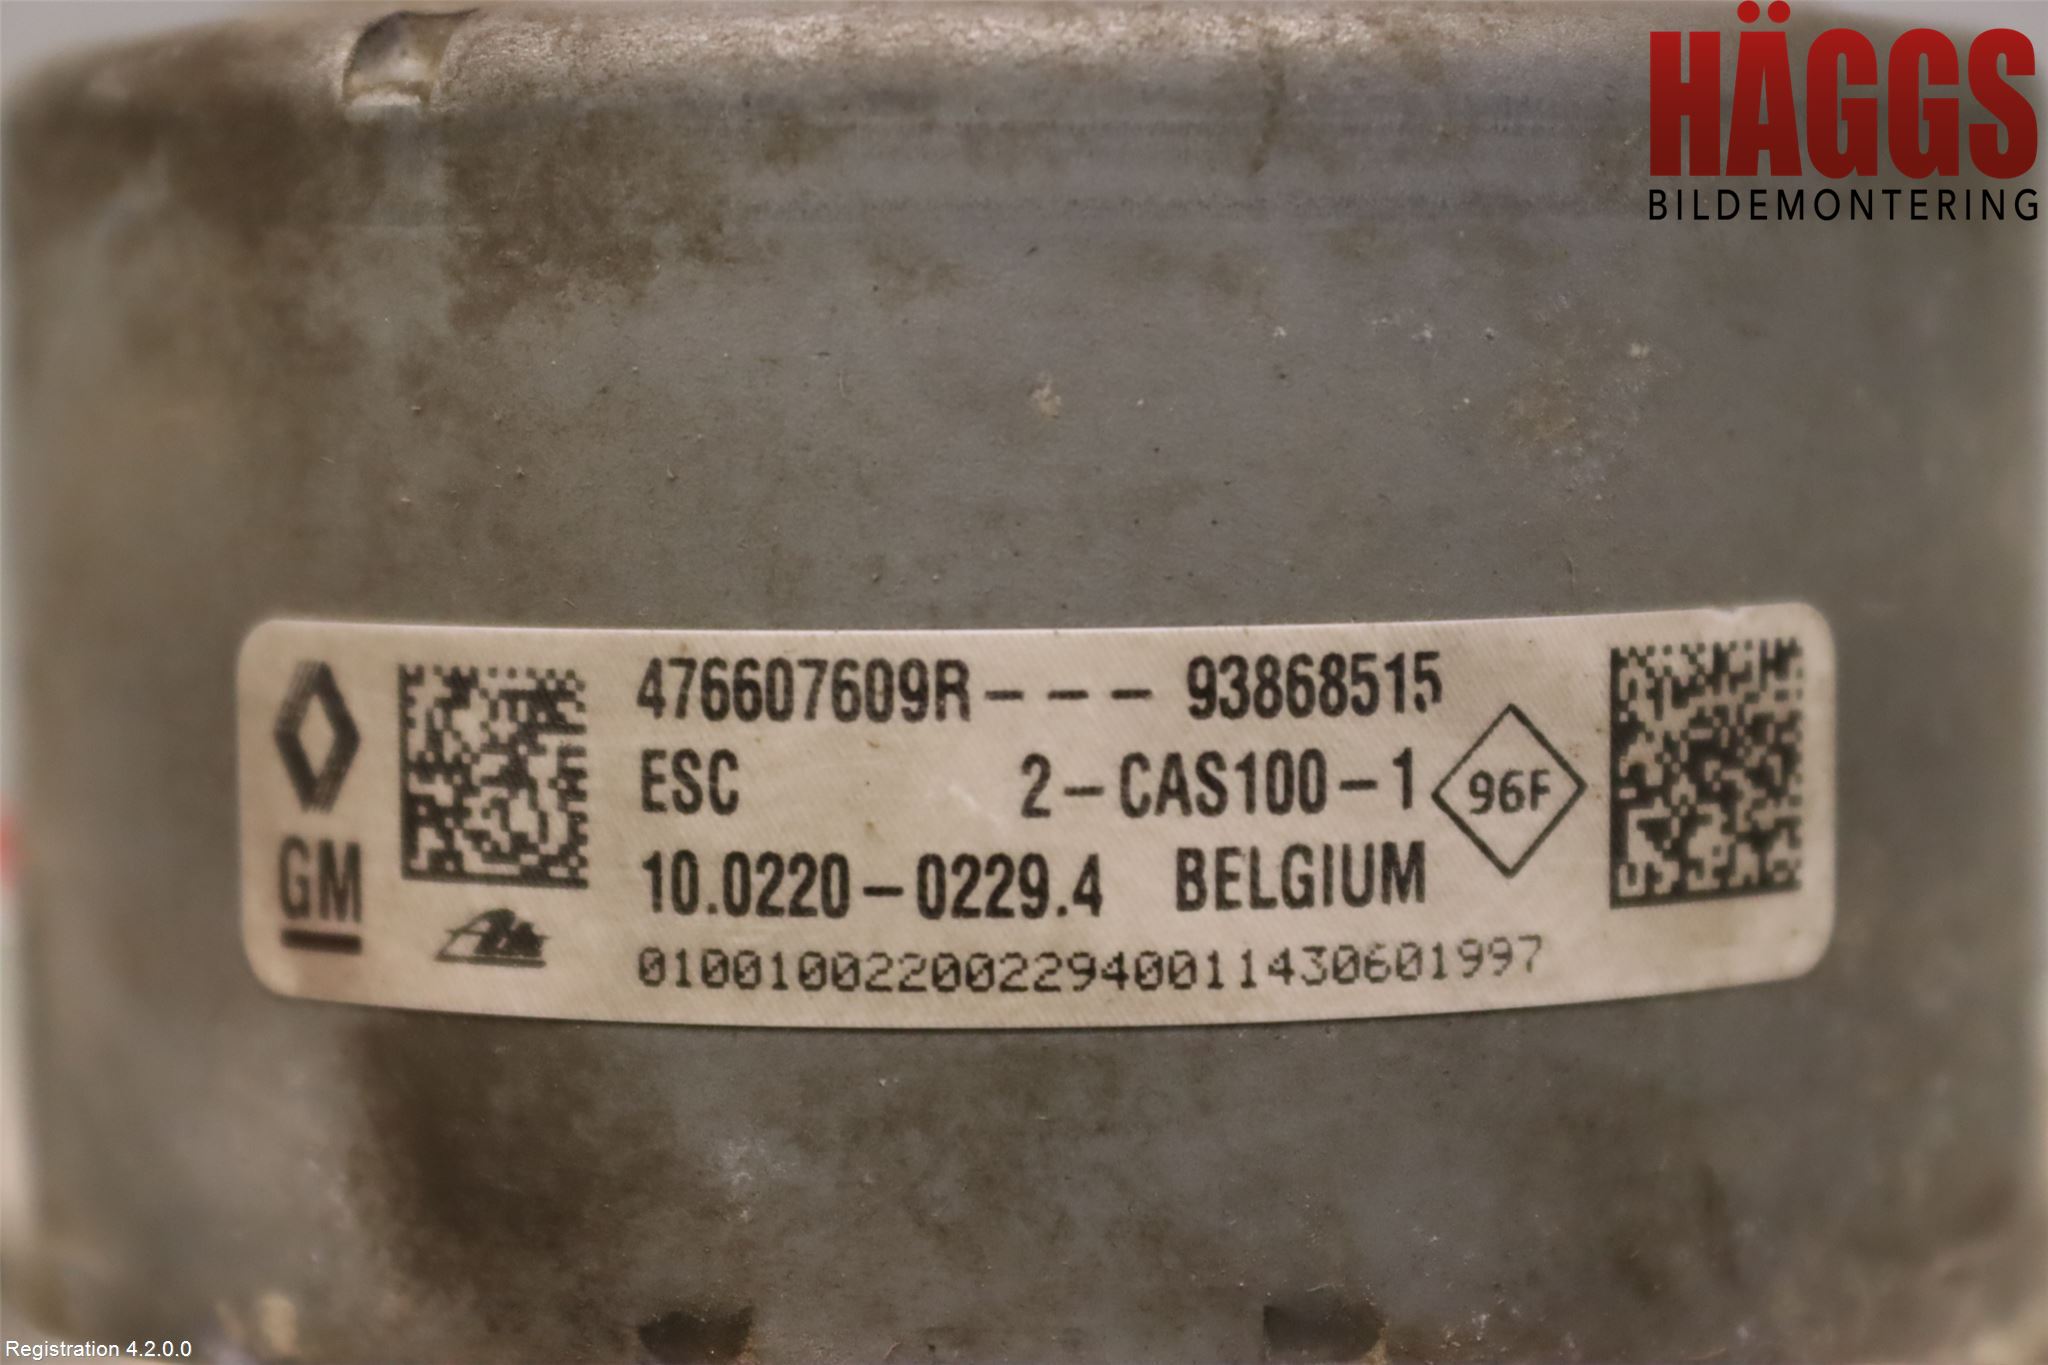 HÄGGS
BILDEMONTERING
476607609R--- 93868515
ESC 2-CAS100-1
96F
GM
10.0220-0229.4 BELGIUM
Ate
0100100220022940011430601997
Registration 4.2.0.0